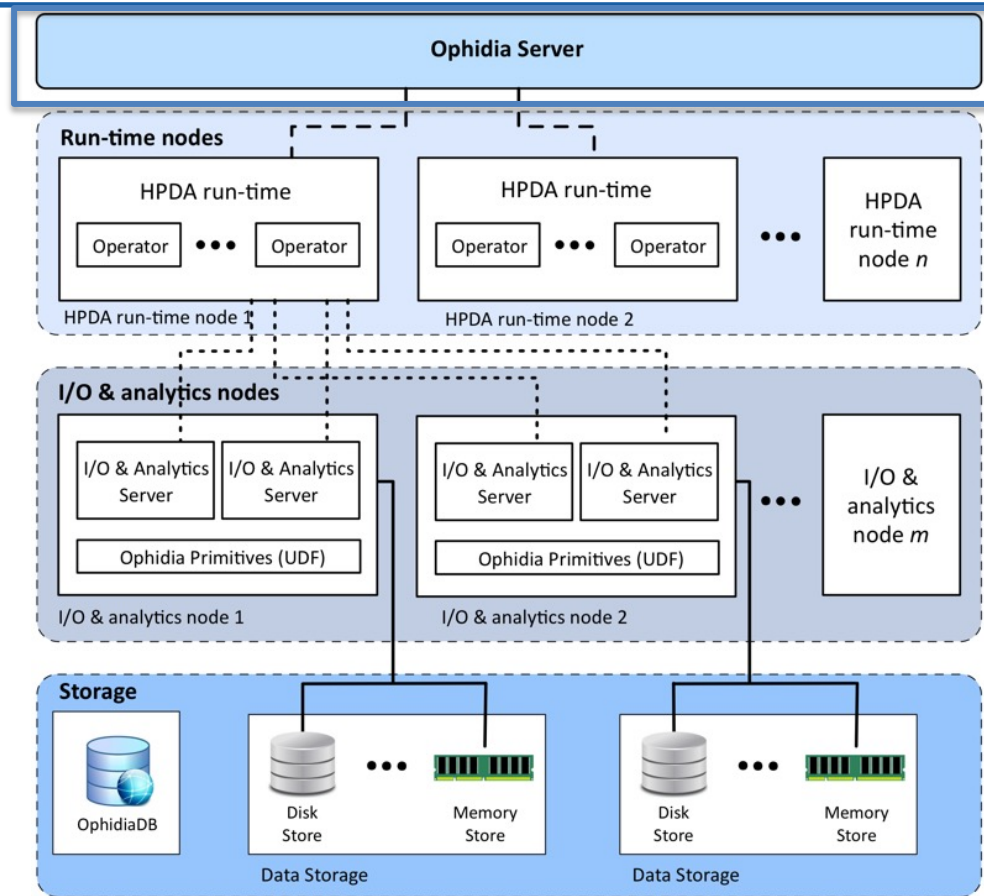 Ophidia Server
Run-time nodes
HPDA run-time
Operator
Operator
HPDA run-time node 1
HPDA run-time
Operator
Operator
HPDA run-time node 2
HPDA
run-time
node n
I/O & analytics nodes
I/O & Analytics
Server
I/O & Analytics
Server
Ophidia Primitives (UDF)
I/O & analytics node 1
I/O & Analytics
Server
I/O & Analytics
Server
Ophidia Primitives (UDF)
I/O & analytics node 2
I/O &
analytics
node m
Storage
OphidiaDB
Disk
Store
Memory
Store
Data Storage
Disk
Store
Memory
Store
Data Storage